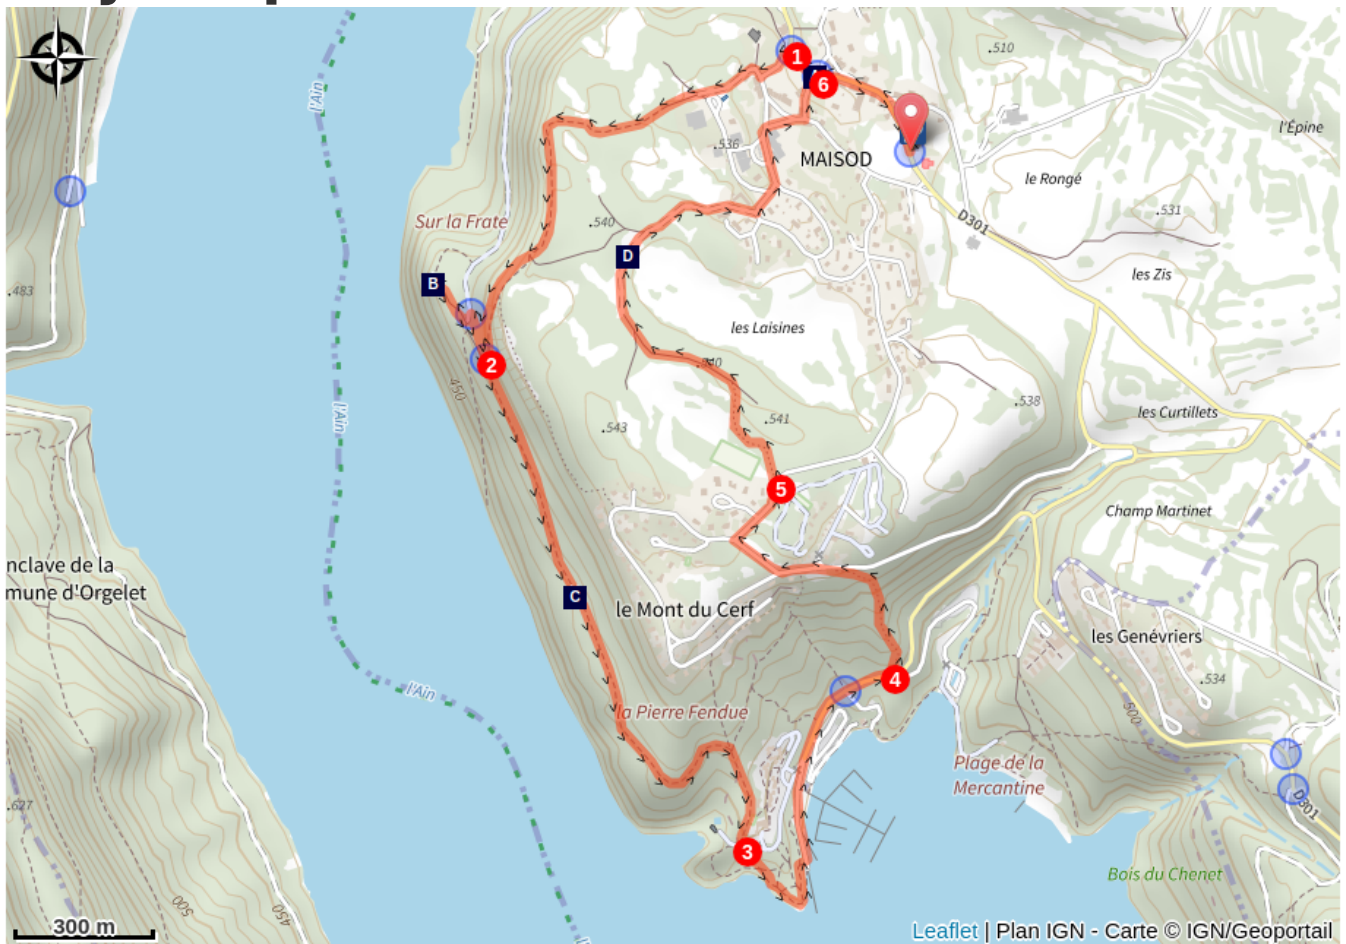 1
.510
l'Ain
6
l'Épine
.536
MAISOD
le Rongé
.531
Sur la Frate
.540
D301
D
les Zis
B
.483
les Laisines
2
450
.538
les Curtillets
l'Ain
.543
.541
5
Champ Martinet
nclave de la
mune d'Orgelet
C
le Mont du Cerf
les Genévriers
4
.534
l'Ain
la Pierre Fendue
500
Plage de la
Mercantine
.627
D301
3
Bois du Chenet
500
450
300 m
Leaflet | Plan IGN - Carte © IGN/Geoportail